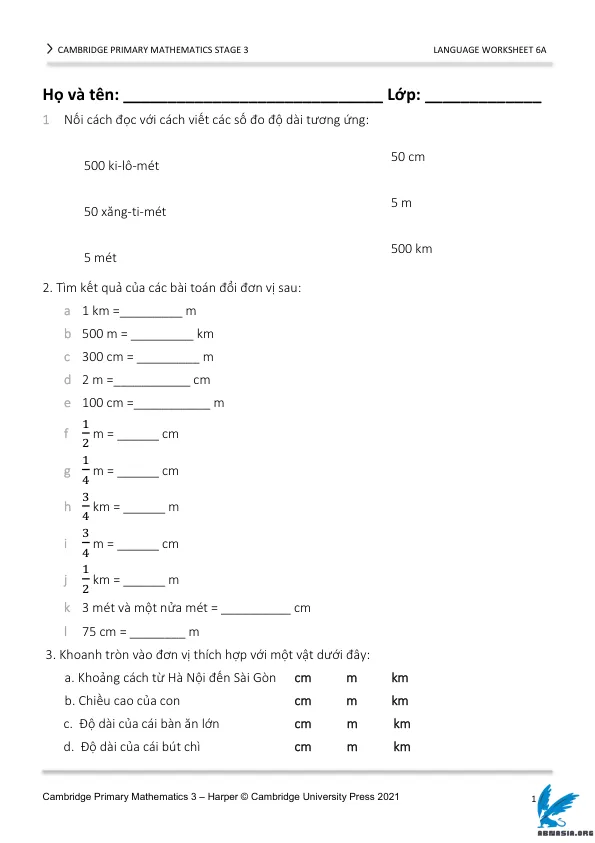 CAMBRIDGE PRIMARY MATHEMATICS STAGE 3 LANGUAGE WORKSHEET 6A
Họ và tên: _____________________________ Lớp: _____________
1 Nối cách đọc với cách viết các số đo độ dài tương ứng:
50 cm
500 ki-lô-mét
5 m
50 xăng-ti-mét
500 km
5 mét
2. Tìm kết quả của các bài toán đổi đơn vị sau:
a 1 km =_________ m
b 500 m = _________ km
c 300 cm = _________ m
d 2 m =___________ cm
e 100 cm =___________ m
f 1/2 m = ______ cm
g 1/4 m = ______ cm
h 3/4 km = ______ m
i 3/4 m = ______ cm
j 1/2 km = ______ m
k 3 mét và một nửa mét = __________ cm
l 75 cm = ________ m
3. Khoanh tròn vào đơn vị thích hợp với một vật dưới đây:
a. Khoảng cách từ Hà Nội đến Sài Gòn cm m km
b. Chiều cao của con cm m km
c. Độ dài của cái bàn ăn lớn cm m km
d. Độ dài của cái bút chì cm m km
Cambridge Primary Mathematics 3 – Harper © Cambridge University Press 2021 1
ABNASIA.ORG